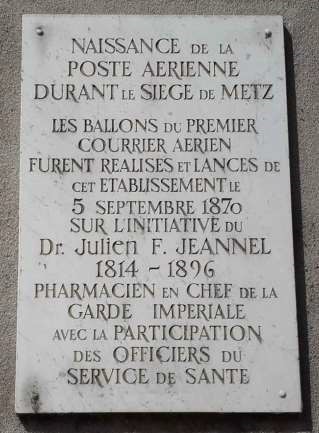 NAISSANCE DE LA
POSTE AERIENNE
DURANT LE SIEGE DE METZ
LES BALLONS DU PREMIER
COURRIER AERIEN
FURENT REALISES ET LANCES DE
CET ETABLISSEMENT LE
5 SEPTEMBRE 1870
SUR L'INITIATIVE DU
Dr. Julien F. JEANNEL
1814 - 1896
PHARMACIEN EN CHEF DE LA
GARDE IMPERIALE
AVEC LA PARTICIPATION
DES OFFICIERS DU
SERVICE DE SANTE